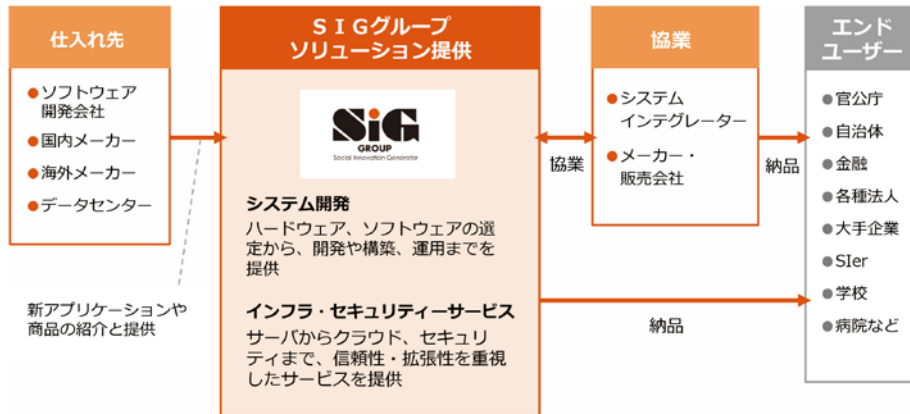 仕入れ先
●ソフトウェア
開発会社
●国内メーカー
●海外メーカー
●データセンター
新アプリケーションや
商品の紹介と提供
ＳＩＧグループ
ソリューション提供
SiG
GROUP
Social Innovation Generator
システム開発
ハードウェア、ソフトウェアの選
定から、開発や構築、運用までを
提供
インフラ・セキュリティーサービス
サーバからクラウド、セキュリ
ティまで、信頼性・拡張性を重視
したサービスを提供
協業
協業
●システム
インテグレーター
●メーカー・
販売会社
納品
納品
エンド
ユーザー
●官公庁
●自治体
●金融
●各種法人
●大手企業
●SIer
●学校
●病院など